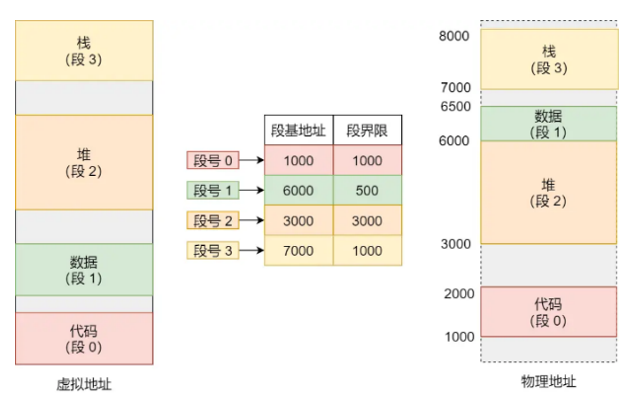 栈
(段 3)
堆
(段 2)
数据
(段 1)
代码
(段 0)
虚拟地址
段基地址 段界限
段号 0 1000 1000
段号 1 6000 500
段号 2 3000 3000
段号 3 7000 1000
8000
栈
(段 3)
7000
6500
数据
(段 1)
6000
堆
(段 2)
3000
2000
代码
(段 0)
1000
物理地址